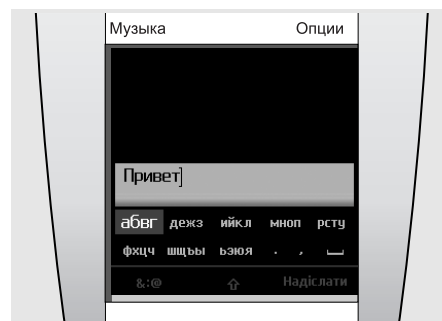 Музыка Опции
Привет
абвг дежз ийкл мноп рсту
фхцч шщъы ьэюя . , ⎵
&:@ Надіслати